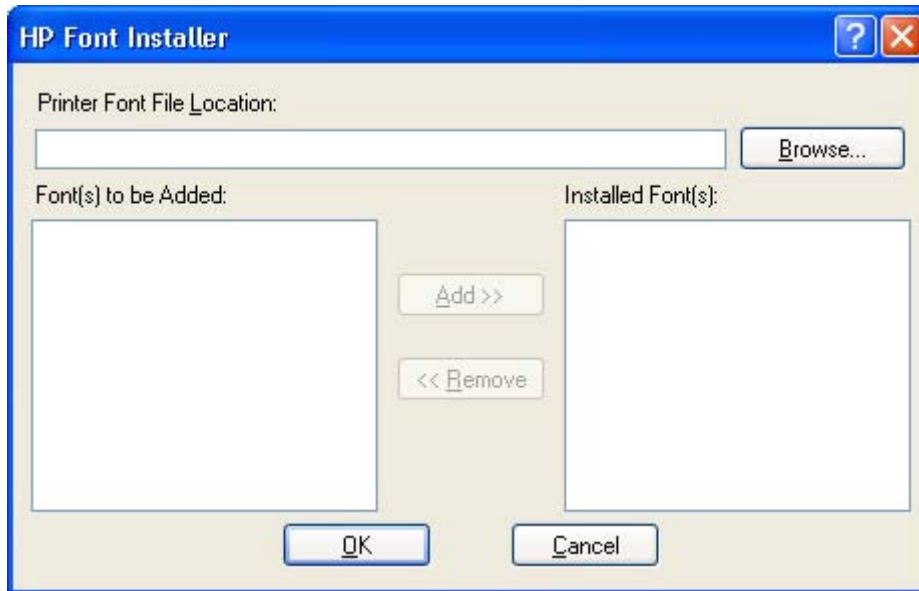 HP Font Installer
?
Printer Font File Location:
Browse...
Font(s) to be Added:
Installed Font(s):
Add >>
<< Remove
OK
Cancel